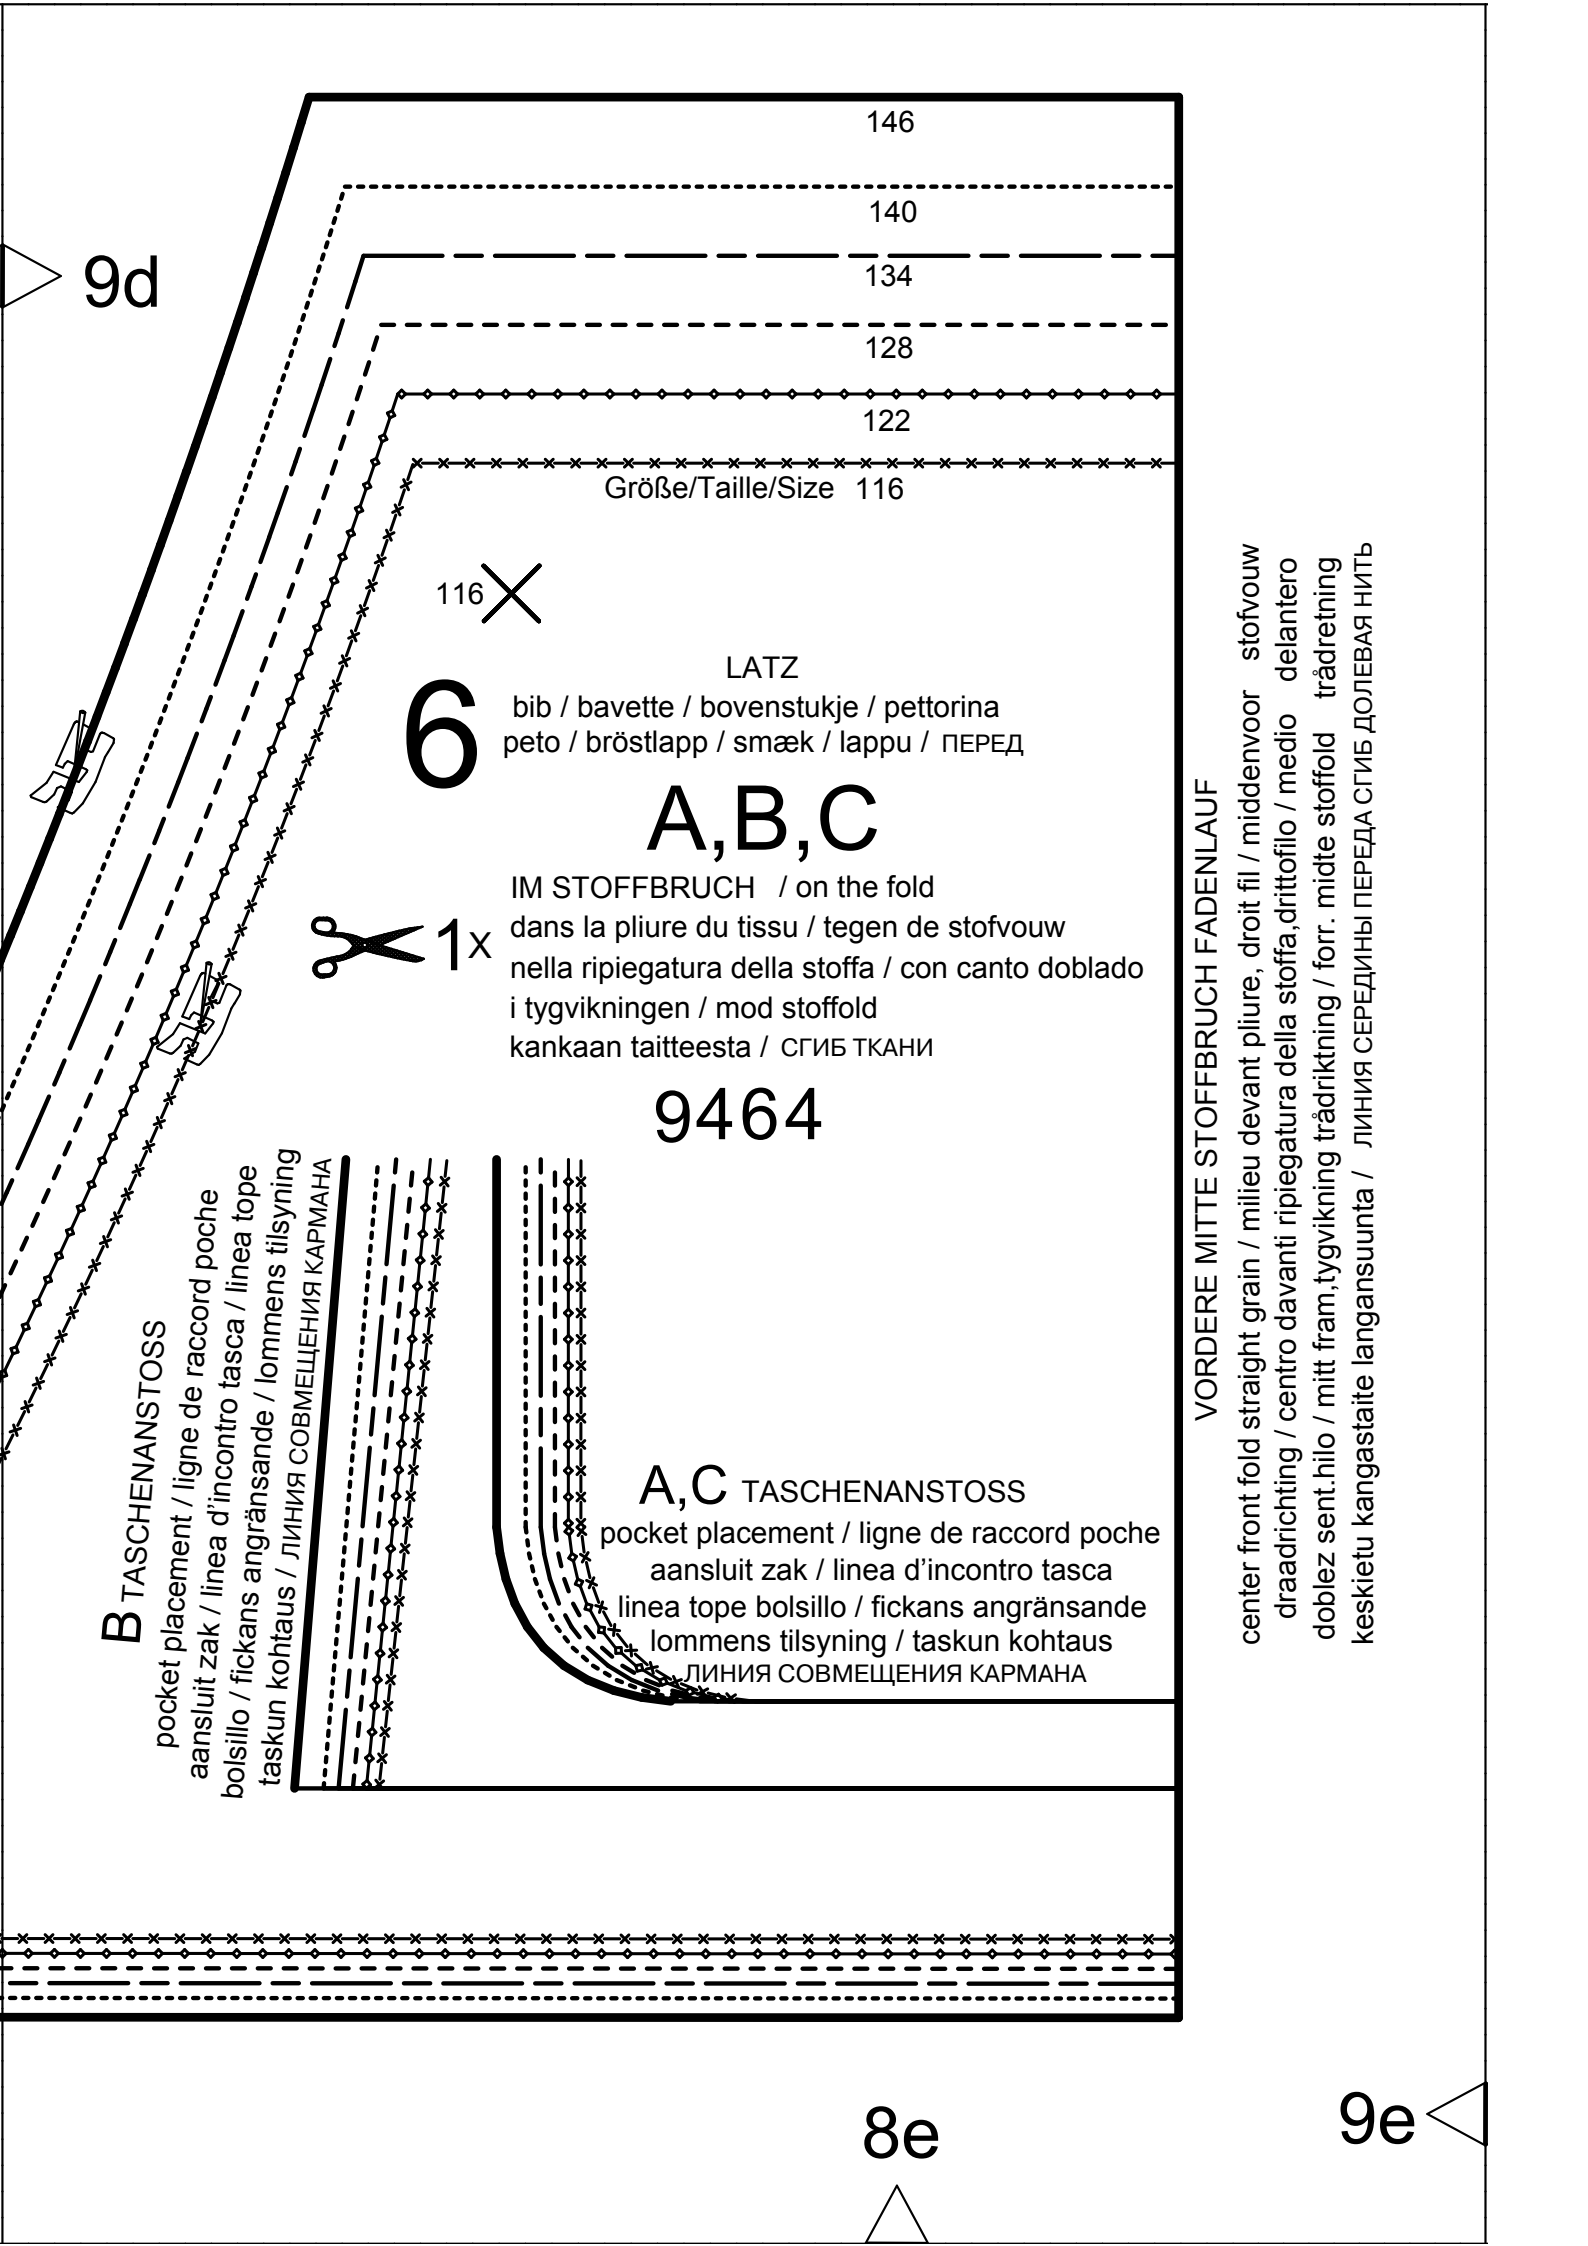 146
140
9d
134
128
122
Größe/Taille/Size 116
116
LATZ
6
bib / bavette / bovenstukje / pettorina
peto / bröstlapp / smæk / lappu / ПЕРЕД
A,B,C
IM STOFFBRUCH / on the fold
1x
dans la pliure du tissu / tegen de stofvouw
nella ripiegatura della stoffa / con canto doblado
i tygvikningen / mod stoffold
kankaan taitteesta / СГИБ ТКАНИ
9464
B TASCHENANSTOSS
pocket placement / ligne de raccord poche
aansluit zak / linea d'incontro tasca / linea tope
bolsillo / fickans angränsande / lommens tilsyning
taskun kohtaus / ЛИНИЯ СОВМЕЩЕНИЯ КАРМАНА
A,C TASCHENANSTOSS
pocket placement / ligne de raccord poche
aansluit zak / linea d'incontro tasca
linea tope bolsillo / fickans angränsande
lommens tilsyning / taskun kohtaus
ЛИНИЯ СОВМЕЩЕНИЯ КАРМАНА
VORDERE MITTE STOFFBRUCH FADENLAUF
center front fold straight grain / milieu devant pliure, droit fil / middenvoor stofvouw
draadrichting / centro davanti ripiegatura della stoffa,drittofilo / medio delantero
doblez sent.hilo / mitt fram,tygvikning trådriktning / forr. midte stoffold trådretning
keskietu kangastaite langansuunta / ЛИНИЯ СЕРЕДИНЫ ПЕРЕДА СГИБ ДОЛЕВАЯ НИТЬ
9e
8e